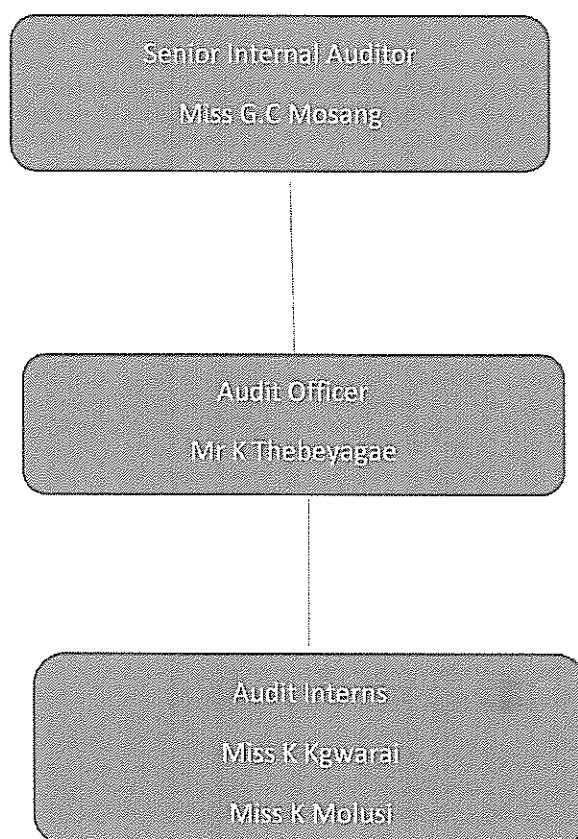 Senior Internal Auditor
Miss G.C Mosang
Audit Officer
Mr K Thebeyagae
Audit Interns
Miss K Kgwarai
Miss K Molusi